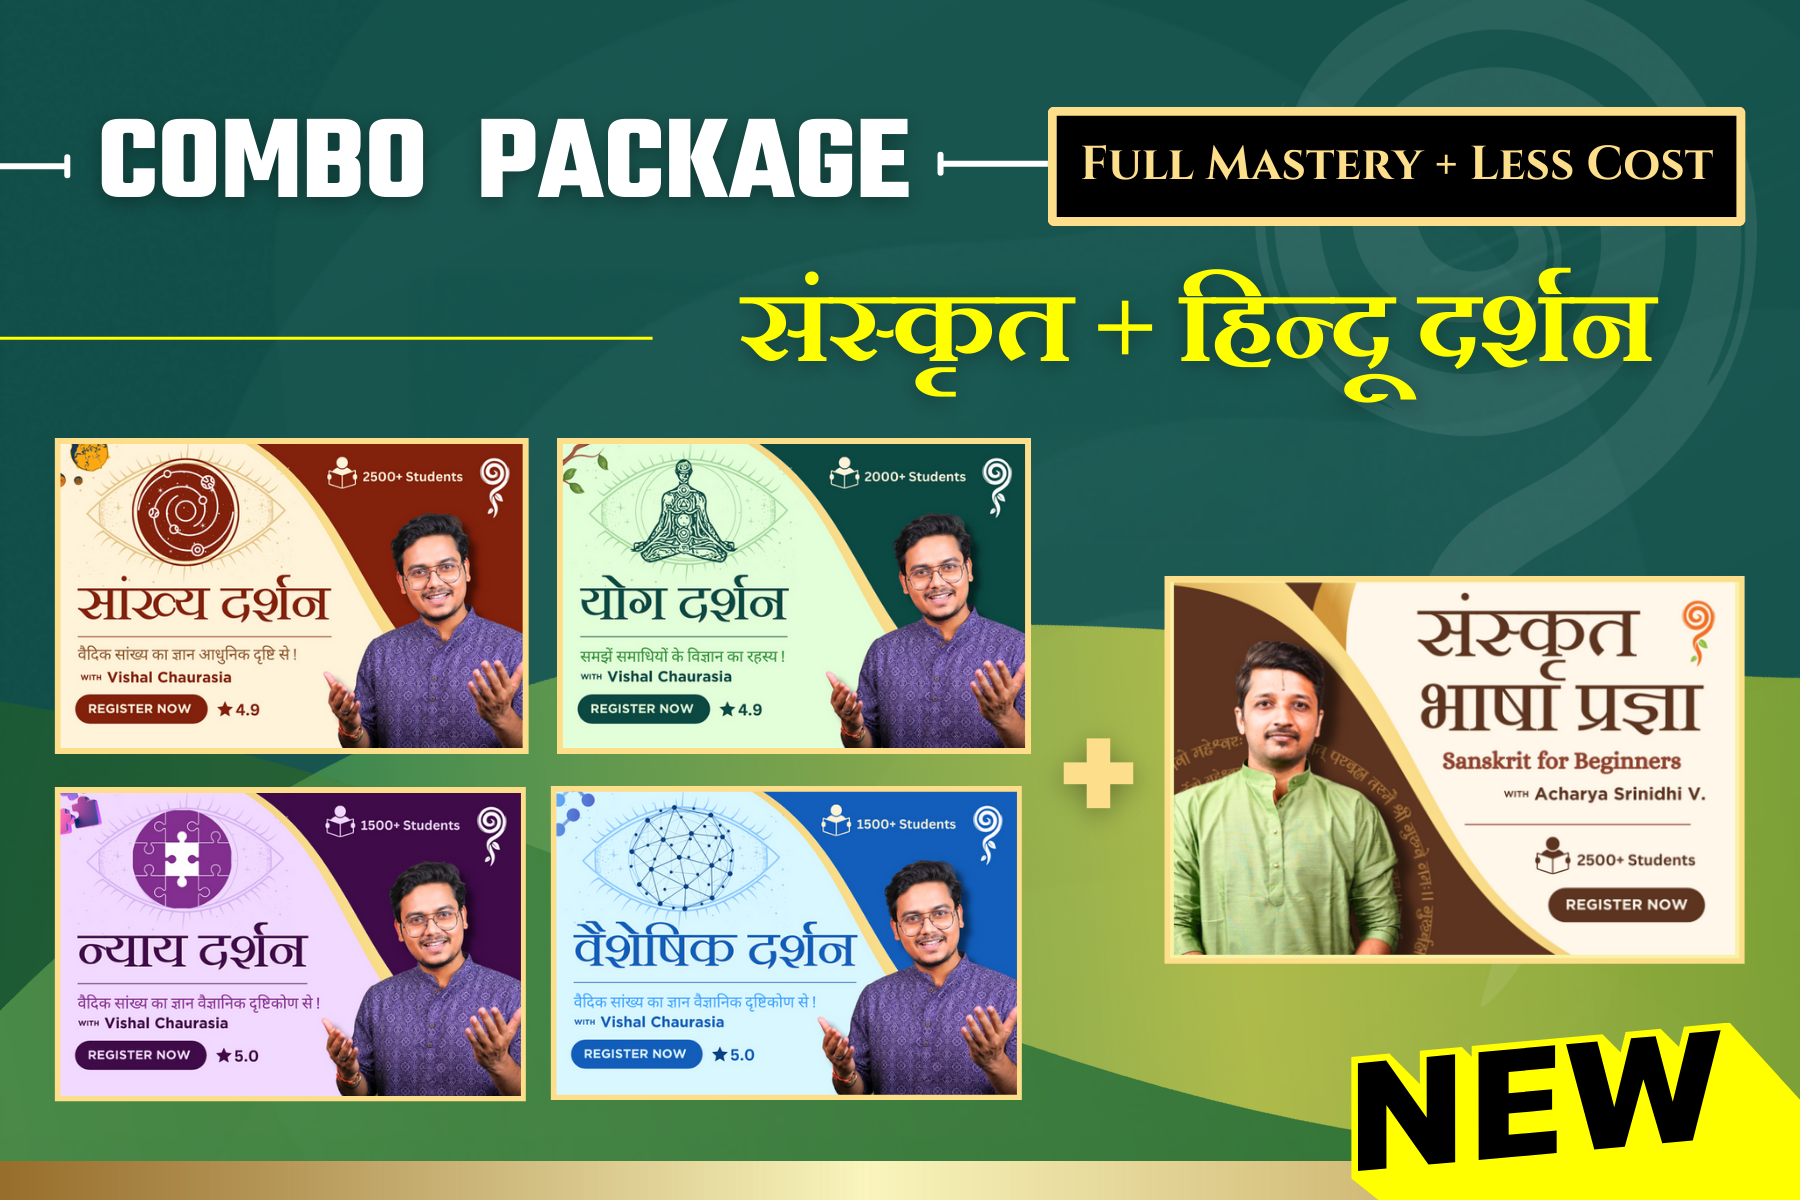 COMBO PACKAGE
FULL MASTERY + LESS COST
संस्कृत + हिन्दू दर्शन
2500+ Students
सांख्य दर्शन
वैदिक सांख्य का ज्ञान आधुनिक दृष्टि से !
WITH Vishal Chaurasia
REGISTER NOW
4.9
2000+ Students
योग दर्शन
समझें समाधियों के विज्ञान का रहस्य !
WITH Vishal Chaurasia
REGISTER NOW
4.9
1500+ Students
न्याय दर्शन
वैदिक सांख्य का ज्ञान वैज्ञानिक दृष्टिकोण से !
WITH Vishal Chaurasia
REGISTER NOW
5.0
1500+ Students
वैशेषिक दर्शन
वैदिक सांख्य का ज्ञान वैज्ञानिक दृष्टिकोण से !
WITH Vishal Chaurasia
REGISTER NOW
5.0
संस्कृत
भाषा प्रज्ञा
Sanskrit for Beginners
WITH Acharya Srinidhi V.
2500+ Students
REGISTER NOW
NEW